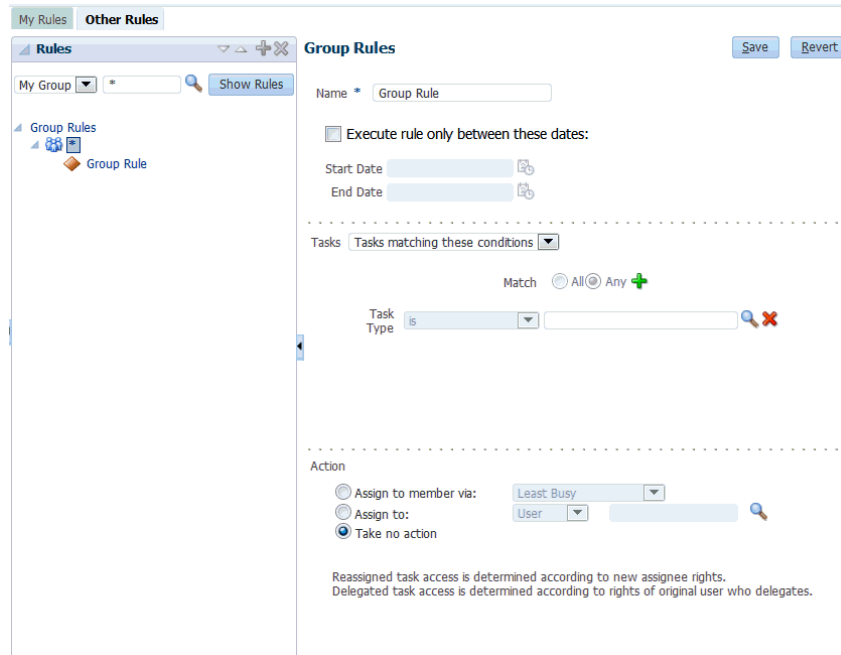 My Rules Other Rules
Rules
My Group * Show Rules
Group Rules
*
Group Rule
Group Rules Save Revert
Name * Group Rule
Execute rule only between these dates:
Start Date
End Date
Tasks Tasks matching these conditions
Match All Any
Task Type is
Action
Assign to member via: Least Busy
Assign to: User
Take no action
Reassigned task access is determined according to new assignee rights.
Delegated task access is determined according to rights of original user who delegates.